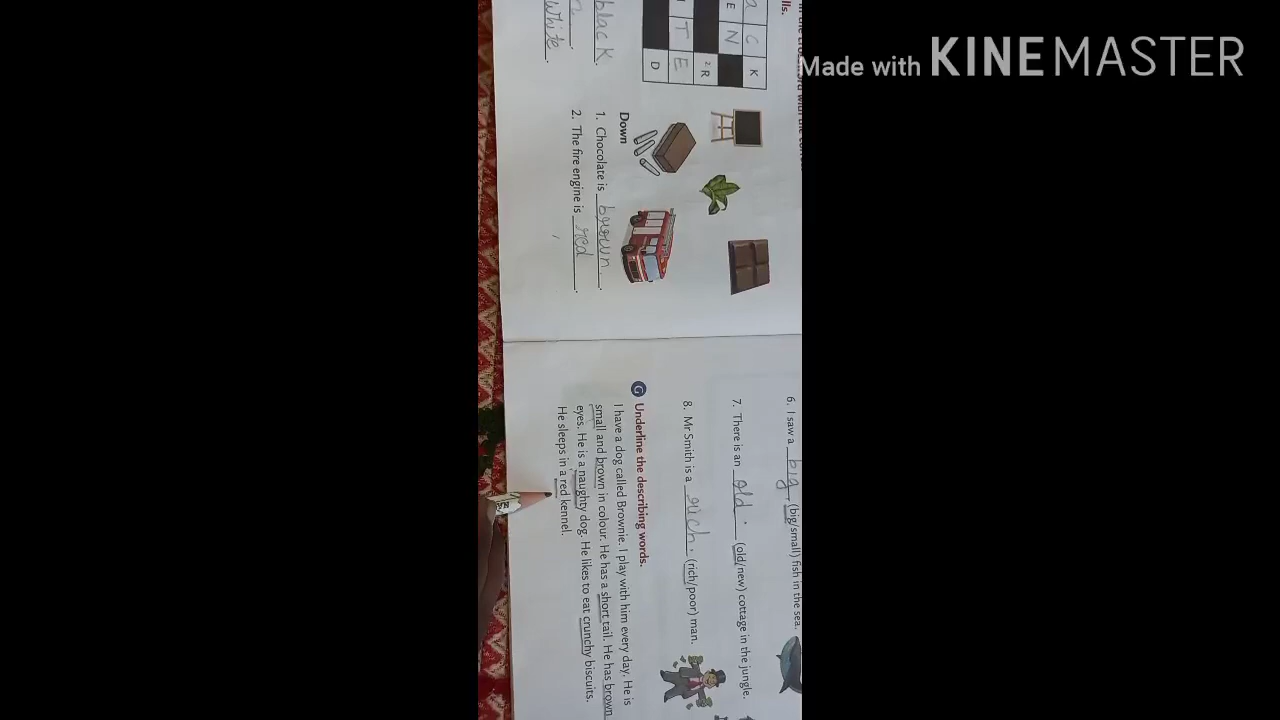 Made with KINEMASTER
lls.
a C K
E N
2. R
T E
D
black.
white.
Down
1. Chocolate is brown.
2. The fire engine is red.
6. I saw a big (big/small) fish in the sea.
7. There is an old. (old/new) cottage in the jungle.
8. Mr Smith is a rich. (rich/poor) man.
G Underline the describing words.
I have a dog called Brownie. I play with him every day. He is
small and brown in colour. He has a short tail. He has brown
eyes. He is a naughty dog. He likes to eat crunchy biscuits.
He sleeps in a red kennel.